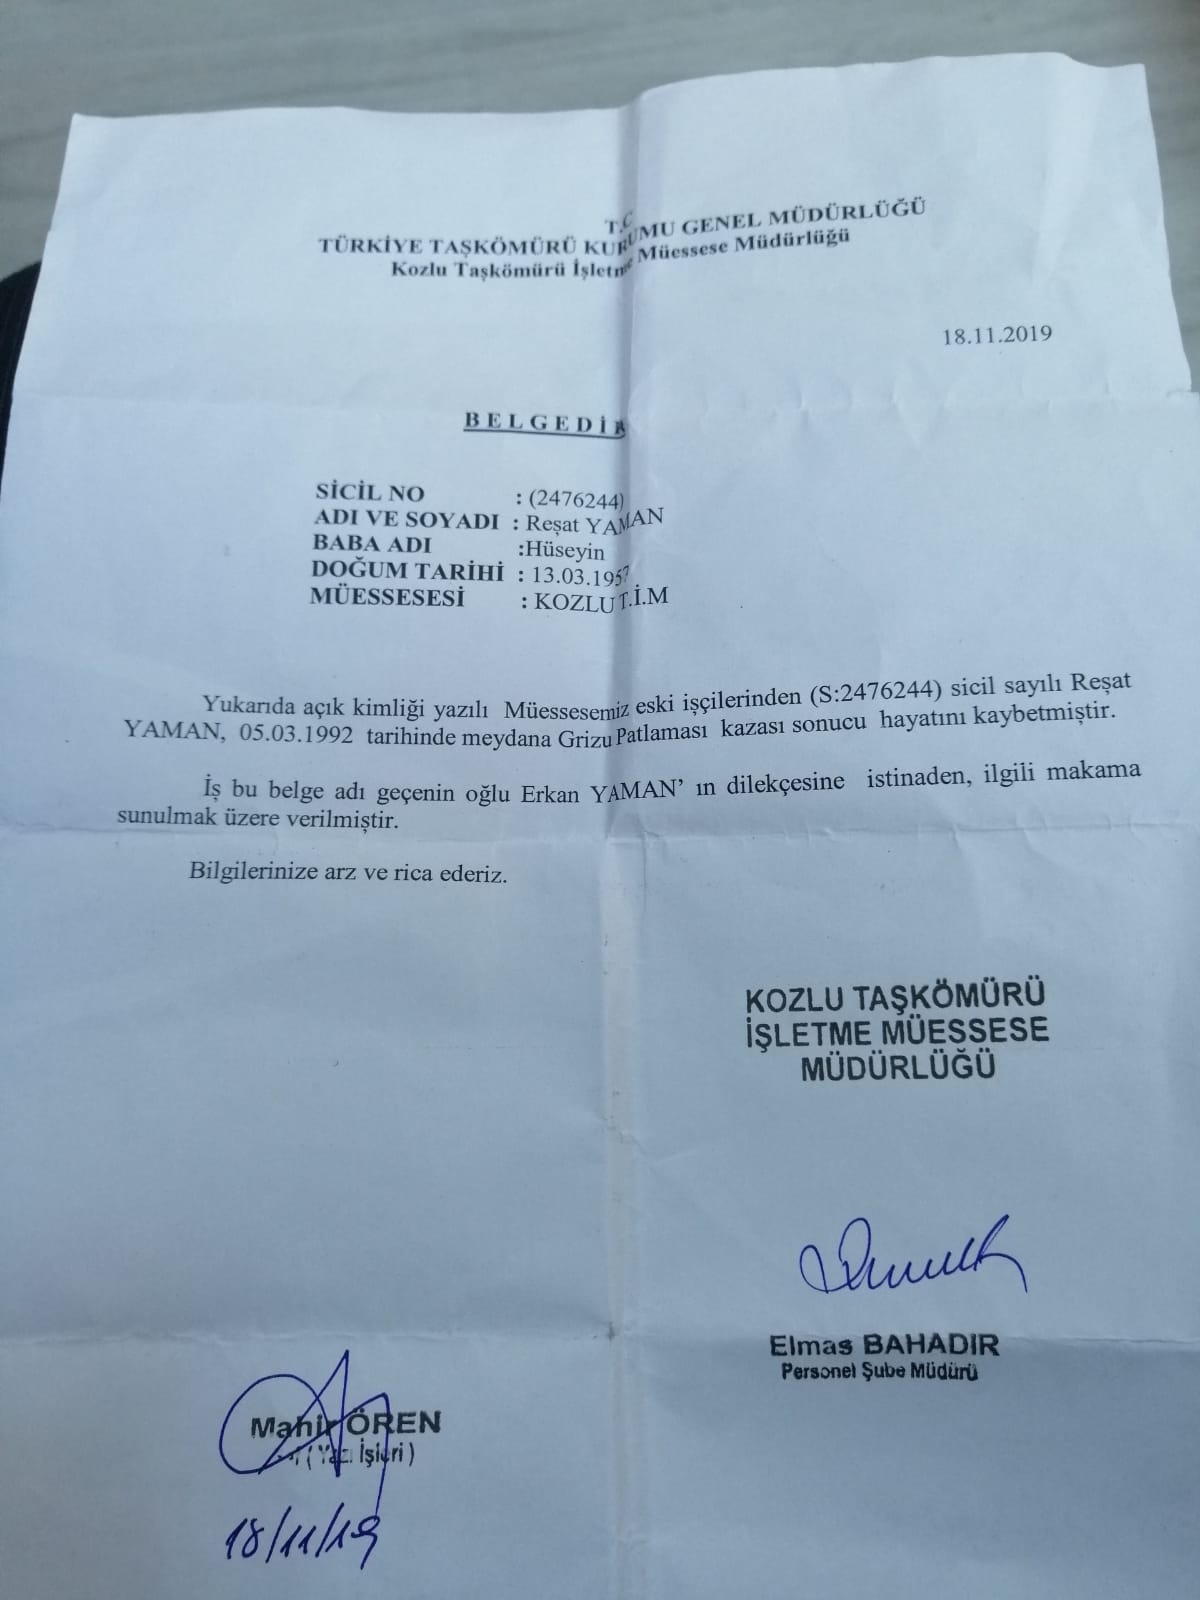 T.C
TÜRKİYE TAŞKÖMÜRÜ KURUMU GENEL MÜDÜRLÜĞÜ
Kozlu Taşkömürü İşletme Müessese Müdürlüğü
18.11.2019
BELGEDİR
SİCİL NO : (2476244)
ADI VE SOYADI : Reşat YAMAN
BABA ADI :Hüseyin
DOĞUM TARİHİ : 13.03.1957
MÜESSESESİ : KOZLU T.İ.M
Yukarıda açık kimliği yazılı Müessesemiz eski işçilerinden (S:2476244) sicil sayılı Reşat
YAMAN, 05.03.1992 tarihinde meydana Grizu Patlaması kazası sonucu hayatını kaybetmiştir.
İş bu belge adı geçenin oğlu Erkan YAMAN' ın dilekçesine istinaden, ilgili makama
sunulmak üzere verilmiştir.
Bilgilerinize arz ve rica ederiz.
KOZLU TAŞKÖMÜRÜ
İŞLETME MÜESSESE
MÜDÜRLÜĞÜ
Elmas BAHADIR
Personel Şube Müdürü
Mahir ÖREN
(Yazı İşleri)
18/11/19